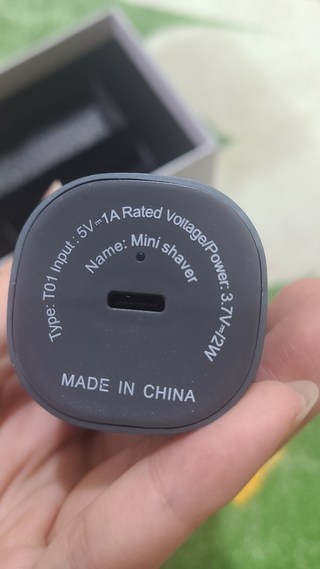 Type: T01 Input: 5V⎓1A Rated Voltage/Power: 3.7V⎓/2W
Name: Mini shaver
MADE IN CHINA